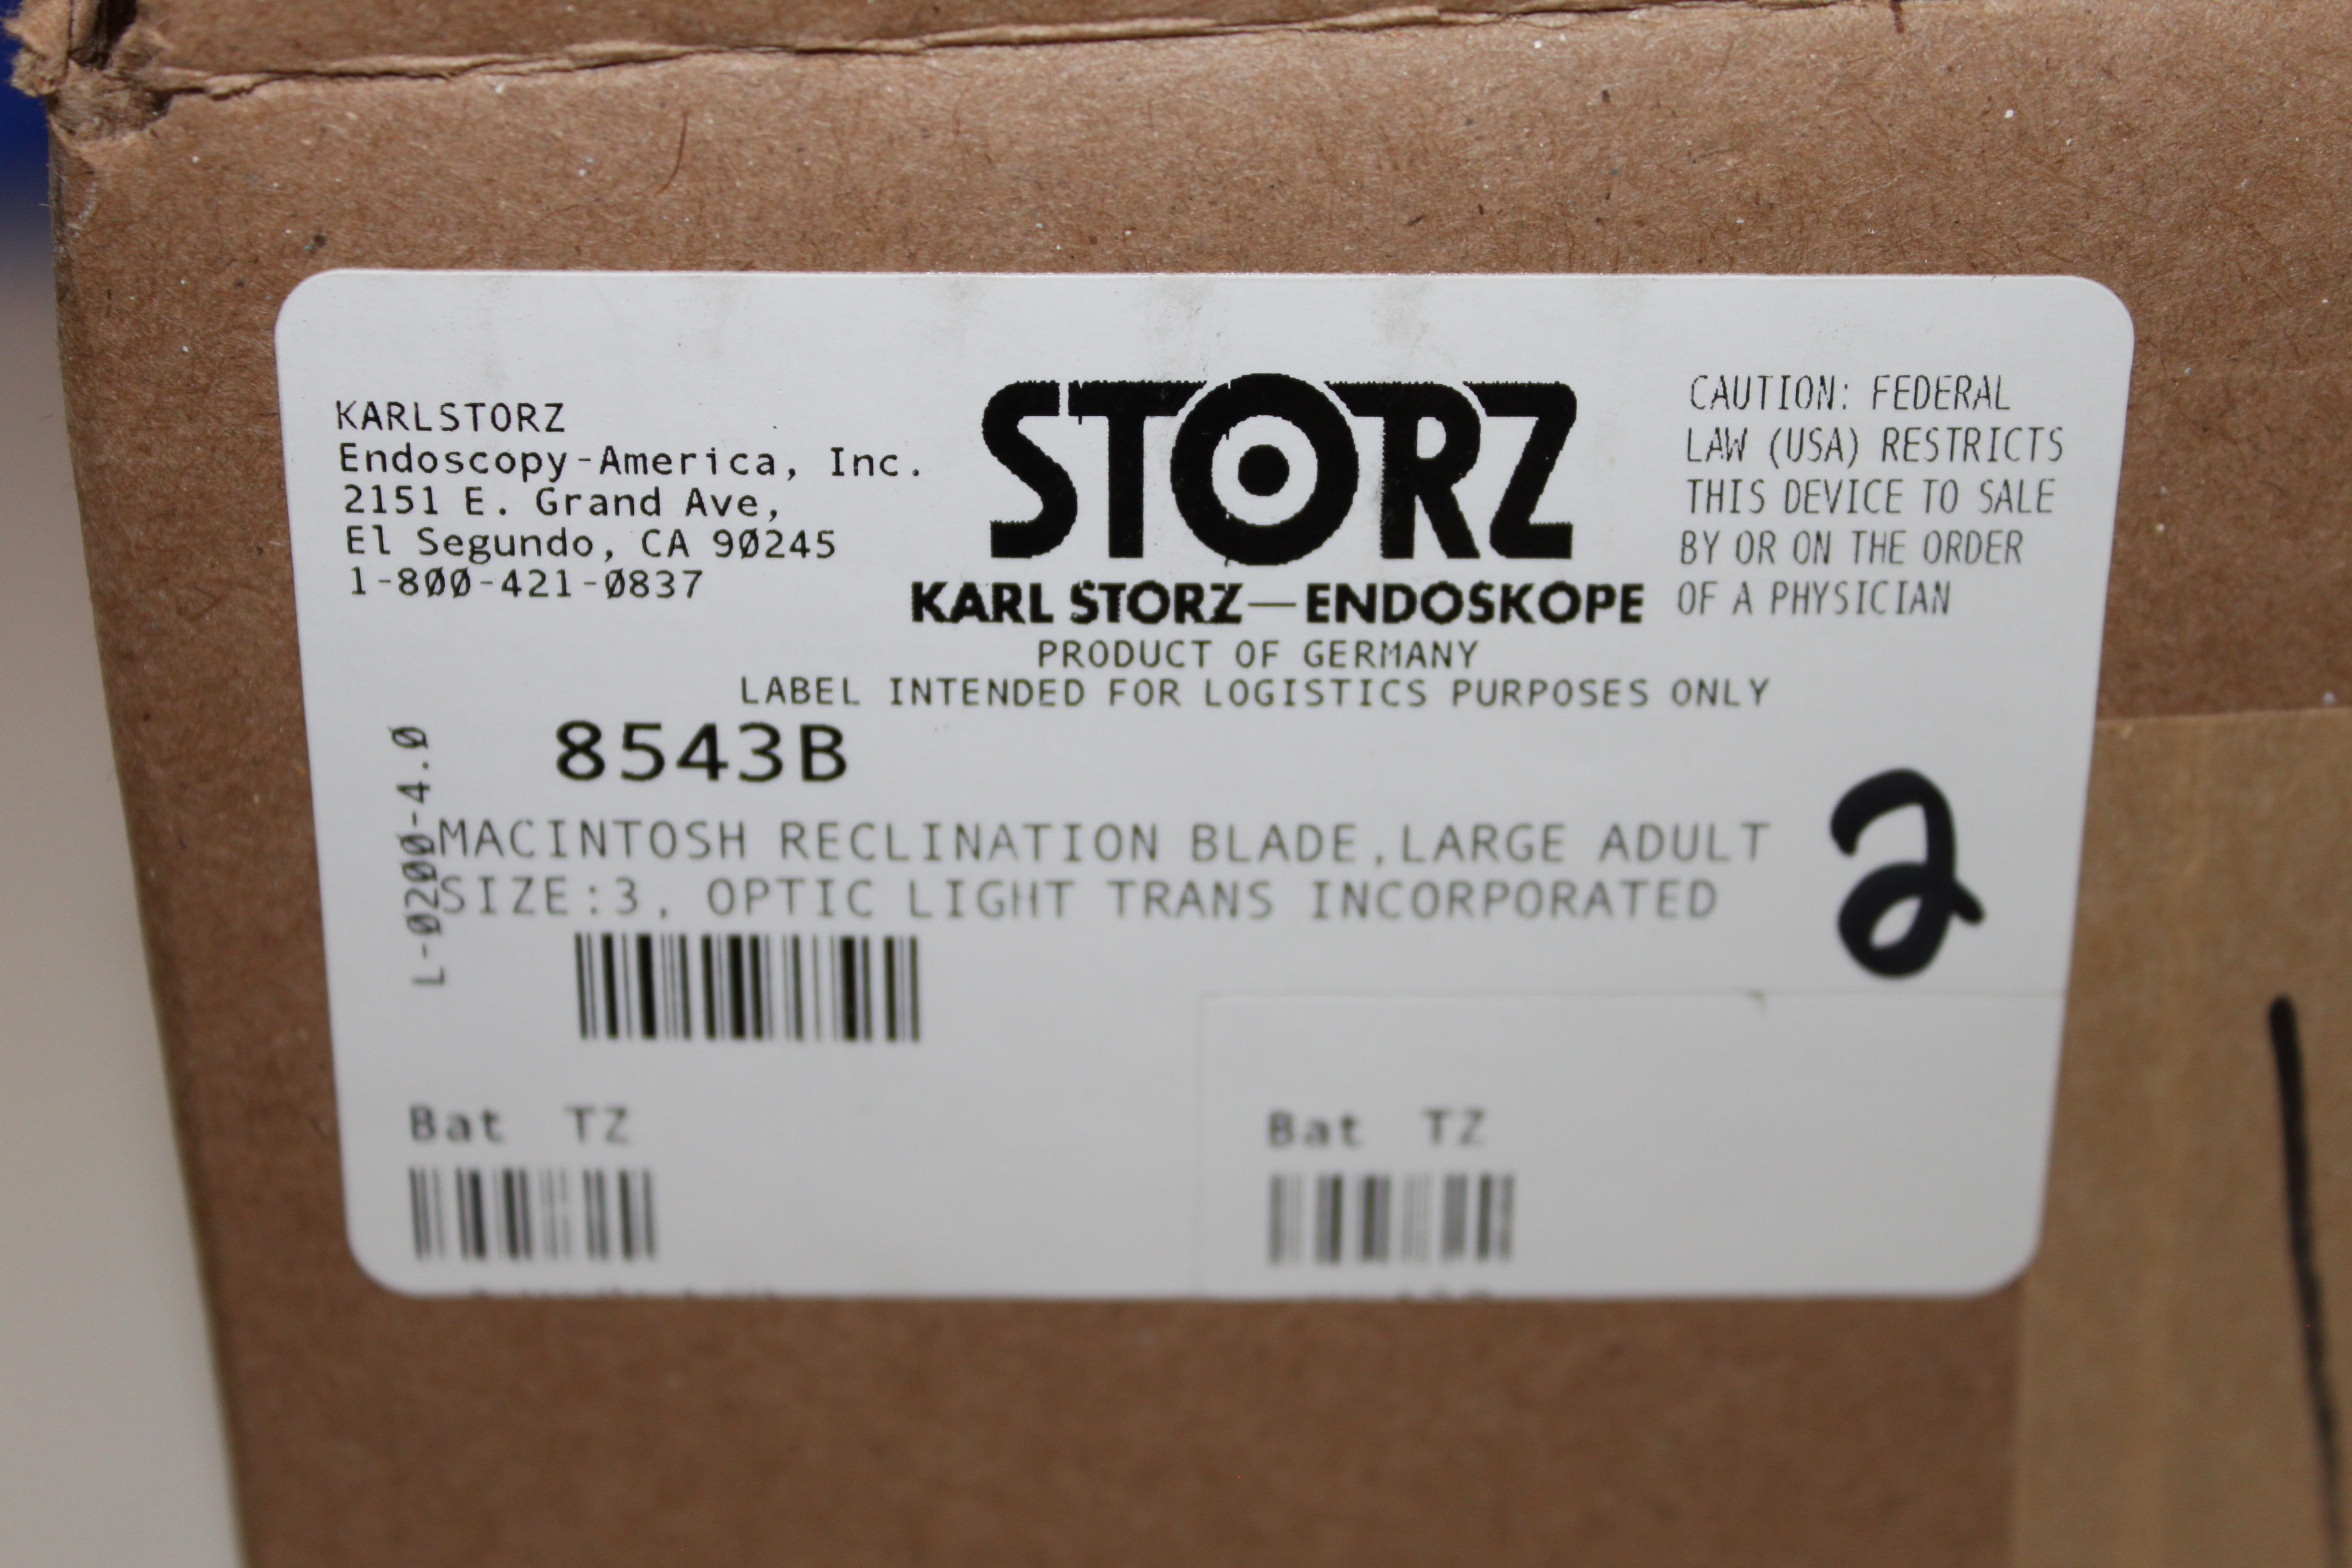 KARLSTORZ
Endoscopy-America, Inc.
2151 E. Grand Ave,
El Segundo, CA 90245
1-800-421-0837
STORZ
KARL STORZ—ENDOSKOPE
PRODUCT OF GERMANY
LABEL INTENDED FOR LOGISTICS PURPOSES ONLY
CAUTION: FEDERAL
LAW (USA) RESTRICTS
THIS DEVICE TO SALE
BY OR ON THE ORDER
OF A PHYSICIAN
L-0200-4.0
8543B
MACINTOSH RECLINATION BLADE,LARGE ADULT
SIZE:3, OPTIC LIGHT TRANS INCORPORATED
2
Bat TZ
Bat TZ